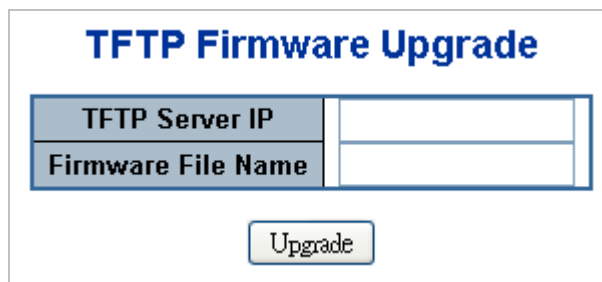 TFTP Firmware Upgrade
TFTP Server IP
Firmware File Name
Upgrade